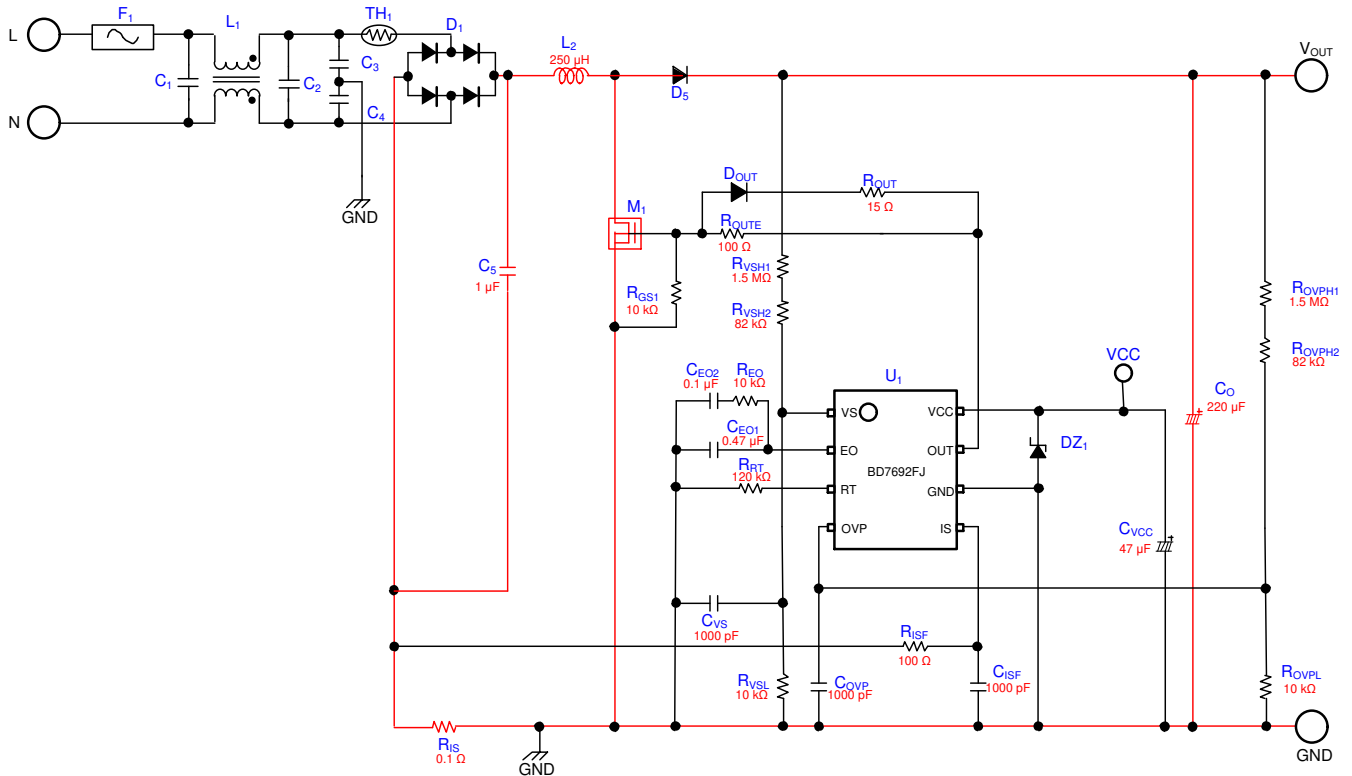 F1
L
L1
TH1
D1
C1
C2
C3
C4
N
GND
L2
250 μH
D5
VOUT
DOUT
ROUT
15 Ω
M1
ROUTE
100 Ω
C5
1 μF
RVSH1
1.5 MΩ
RGS1
10 kΩ
RVSH2
82 kΩ
ROVPH1
1.5 MΩ
ROVPH2
82 kΩ
CEO2
0.1 μF
REO
10 kΩ
U1
VCC
CO
220 μF
CEO1
0.47 μF
VS
VCC
EO
OUT
DZ1
RRT
120 kΩ
BD7692FJ
RT
GND
OVP
IS
CVCC
47 μF
CVS
1000 pF
RISF
100 Ω
RVSL
10 kΩ
COVP
1000 pF
CISF
1000 pF
ROVPL
10 kΩ
RIS
0.1 Ω
GND
GND